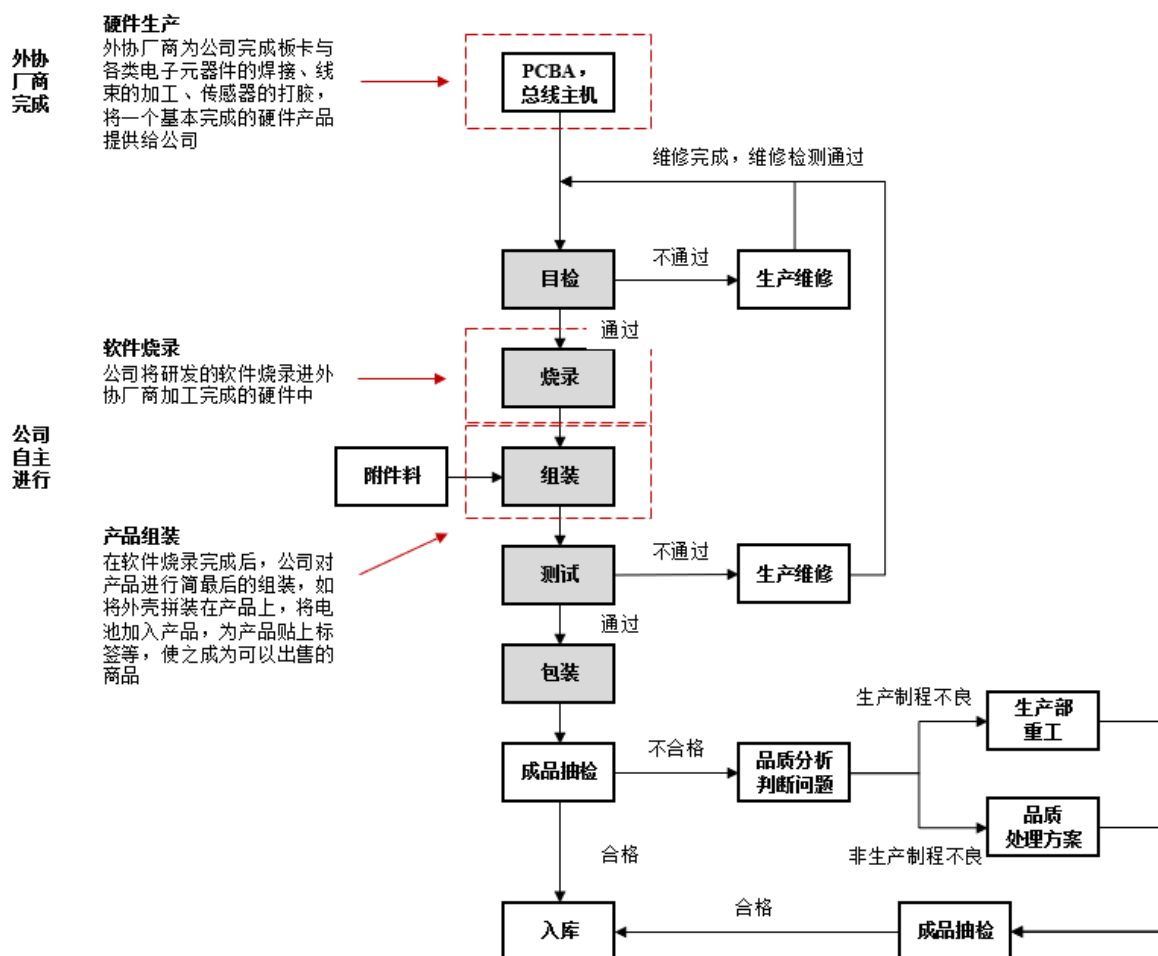 硬件生产
外协厂商为公司完成板卡与
各类电子元器件的焊接、线
束的加工、传感器的打胶，
将一个基本完成的硬件产品
提供给公司
外协
厂商
完成
PCBA，
总线主机
维修完成，维修检测通过
目检
不通过
生产维修
通过
软件烧录
公司将研发的软件烧录进外
协厂商加工完成的硬件中
烧录
公司
自主
进行
附件料
组装
产品组装
在软件烧录完成后，公司对
产品进行简最后的组装，如
将外壳拼装在产品上，将电
池加入产品，为产品贴上标
签等，使之成为可以出售的
商品
测试
不通过
生产维修
通过
包装
生产制程不良
生产部
重工
成品抽检
不合格
品质分析
判断问题
品质
处理方案
非生产制程不良
合格
入库
合格
成品抽检